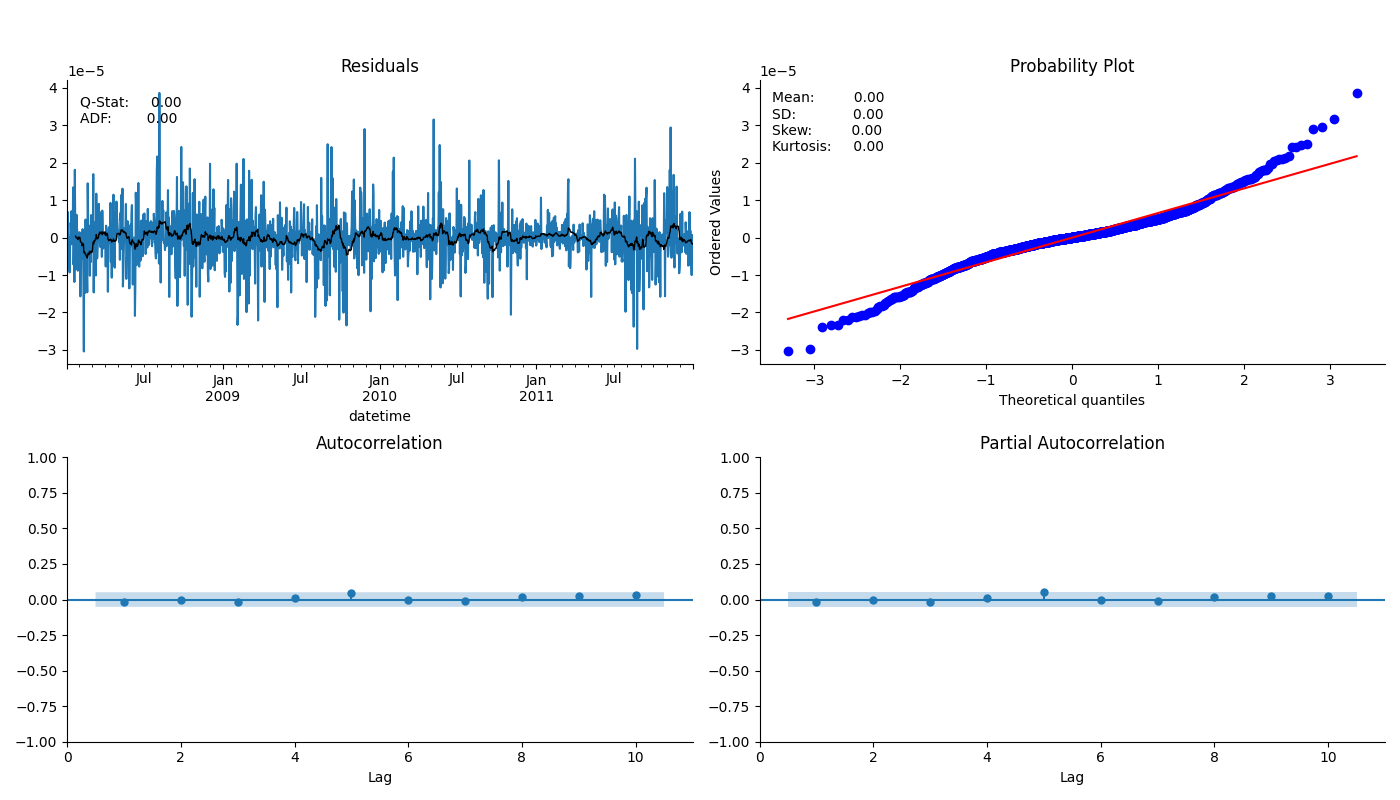 Residuals
1e−5
Q-Stat: 0.00
ADF: 0.00
4
3
2
1
0
−1
−2
−3
Jul Jan Jul Jan Jul Jan Jul
2009 2010 2011
datetime
Probability Plot
1e−5
Mean: 0.00
SD: 0.00
Skew: 0.00
Kurtosis: 0.00
Ordered Values
4
3
2
1
0
−1
−2
−3
−3 −2 −1 0 1 2 3
Theoretical quantiles
Autocorrelation
1.00
0.75
0.50
0.25
0.00
−0.25
−0.50
−0.75
−1.00
0 2 4 6 8 10
Lag
Partial Autocorrelation
1.00
0.75
0.50
0.25
0.00
−0.25
−0.50
−0.75
−1.00
0 2 4 6 8 10
Lag